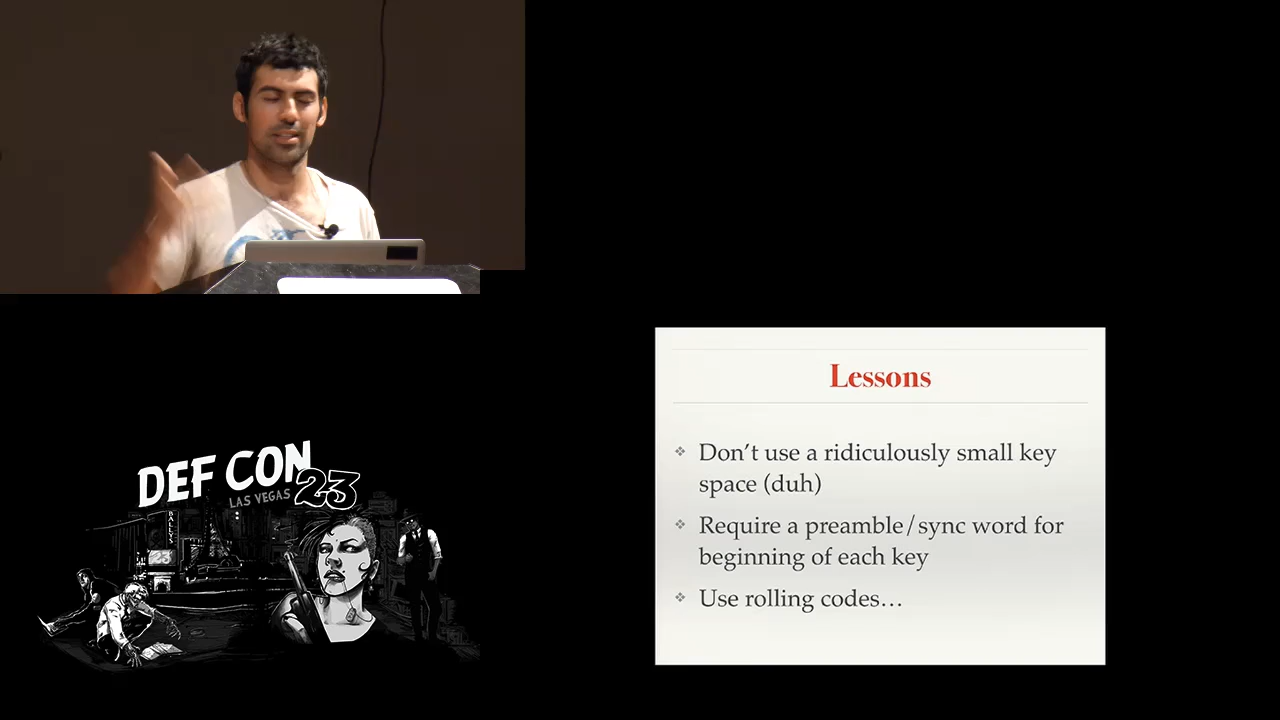 DEF CON
LAS VEGAS 23
BALLYS
Lessons
Don't use a ridiculously small key
space (duh)
Require a preamble/sync word for
beginning of each key
Use rolling codes…